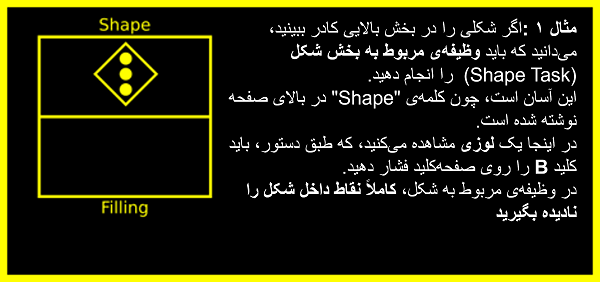 Shape
Filling
مثال ۱ :اگر شکلی را در بخش بالایی کادر ببینید،
می‌دانید که باید وظیفه‌ی مربوط به بخش شکل
(Shape Task) را انجام دهید.
این آسان است، چون کلمه‌ی "Shape" در بالای صفحه
نوشته شده است.
در اینجا یک لوزی مشاهده می‌کنید، که طبق دستور، باید
کلید B را روی صفحه‌کلید فشار دهید.
در وظیفه‌ی مربوط به شکل، کاملاً نقاط داخل شکل را
نادیده بگیرید